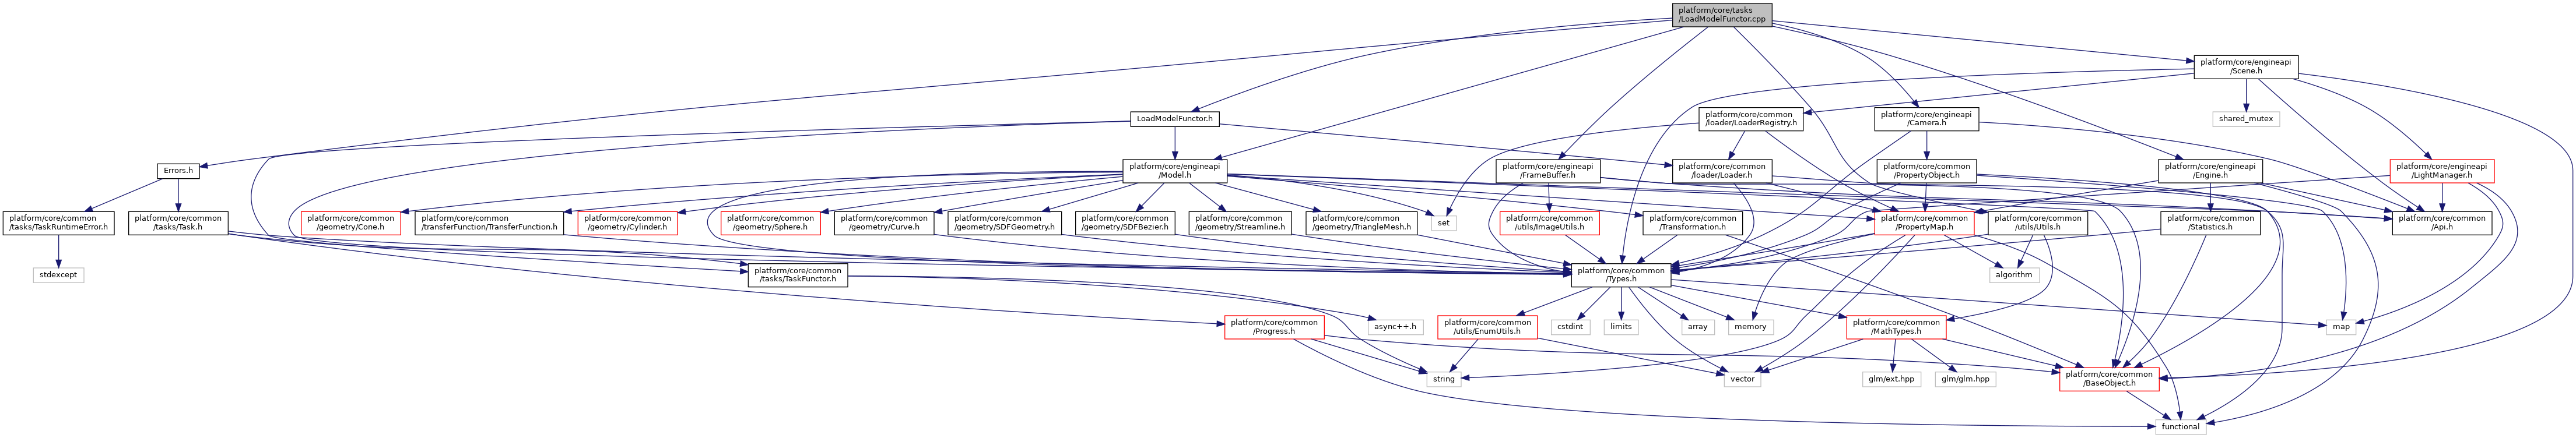 platform/core/tasks
/LoadModelFunctor.cpp
platform/core/engineapi
/Scene.h
LoadModelFunctor.h
platform/core/common
/loader/LoaderRegistry.h
platform/core/engineapi
/Camera.h
shared_mutex
Errors.h
platform/core/engineapi
/Model.h
platform/core/engineapi
/FrameBuffer.h
platform/core/common
/loader/Loader.h
platform/core/common
/PropertyObject.h
platform/core/engineapi
/Engine.h
platform/core/engineapi
/LightManager.h
platform/core/common
/tasks/TaskRuntimeError.h
platform/core/common
/tasks/Task.h
platform/core/common
/geometry/Cone.h
platform/core/common
/transferFunction/TransferFunction.h
platform/core/common
/geometry/Cylinder.h
platform/core/common
/geometry/Sphere.h
platform/core/common
/geometry/Curve.h
platform/core/common
/geometry/SDFGeometry.h
platform/core/common
/geometry/SDFBezier.h
platform/core/common
/geometry/Streamline.h
platform/core/common
/geometry/TriangleMesh.h
set
platform/core/common
/utils/ImageUtils.h
platform/core/common
/Transformation.h
platform/core/common
/PropertyMap.h
platform/core/common
/utils/Utils.h
platform/core/common
/Statistics.h
platform/core/common
/Api.h
stdexcept
platform/core/common
/tasks/TaskFunctor.h
platform/core/common
/Types.h
algorithm
platform/core/common
/Progress.h
async++.h
platform/core/common
/utils/EnumUtils.h
cstdint
limits
array
memory
platform/core/common
/MathTypes.h
map
string
vector
glm/ext.hpp
glm/glm.hpp
platform/core/common
/BaseObject.h
functional